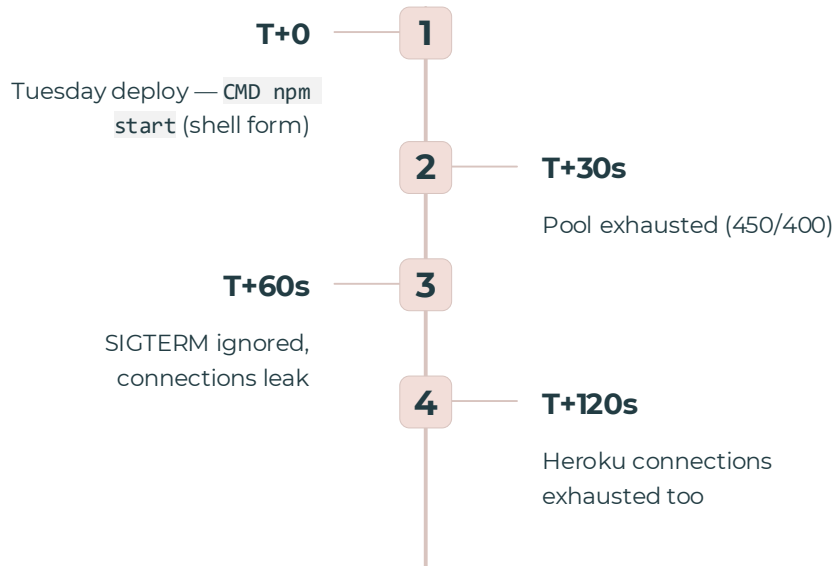 1
T+0
Tuesday deploy — CMD npm
start (shell form)
2
T+30s
Pool exhausted (450/400)
3
T+60s
SIGTERM ignored,
connections leak
4
T+120s
Heroku connections
exhausted too